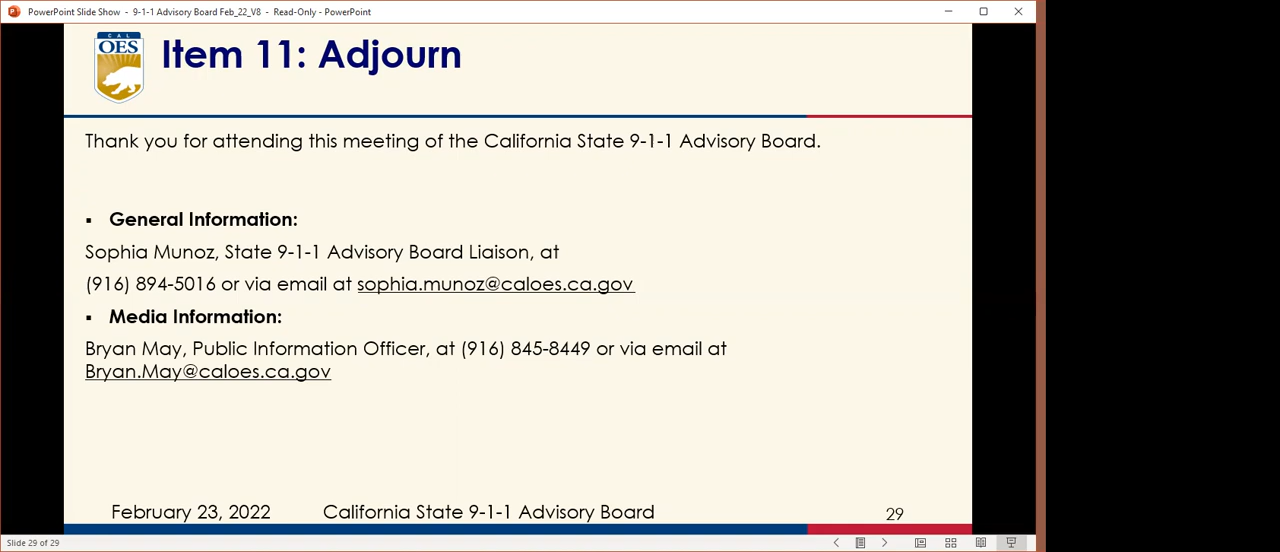 PowerPoint Slide Show - 9-1-1 Advisory Board Feb_22_V8 - Read-Only - PowerPoint
CAL
OES
Item 11: Adjourn
Thank you for attending this meeting of the California State 9-1-1 Advisory Board.
▪ General Information:
Sophia Munoz, State 9-1-1 Advisory Board Liaison, at
(916) 894-5016 or via email at sophia.munoz@caloes.ca.gov
▪ Media Information:
Bryan May, Public Information Officer, at (916) 845-8449 or via email at
Bryan.May@caloes.ca.gov
February 23, 2022 California State 9-1-1 Advisory Board 29
Slide 29 of 29